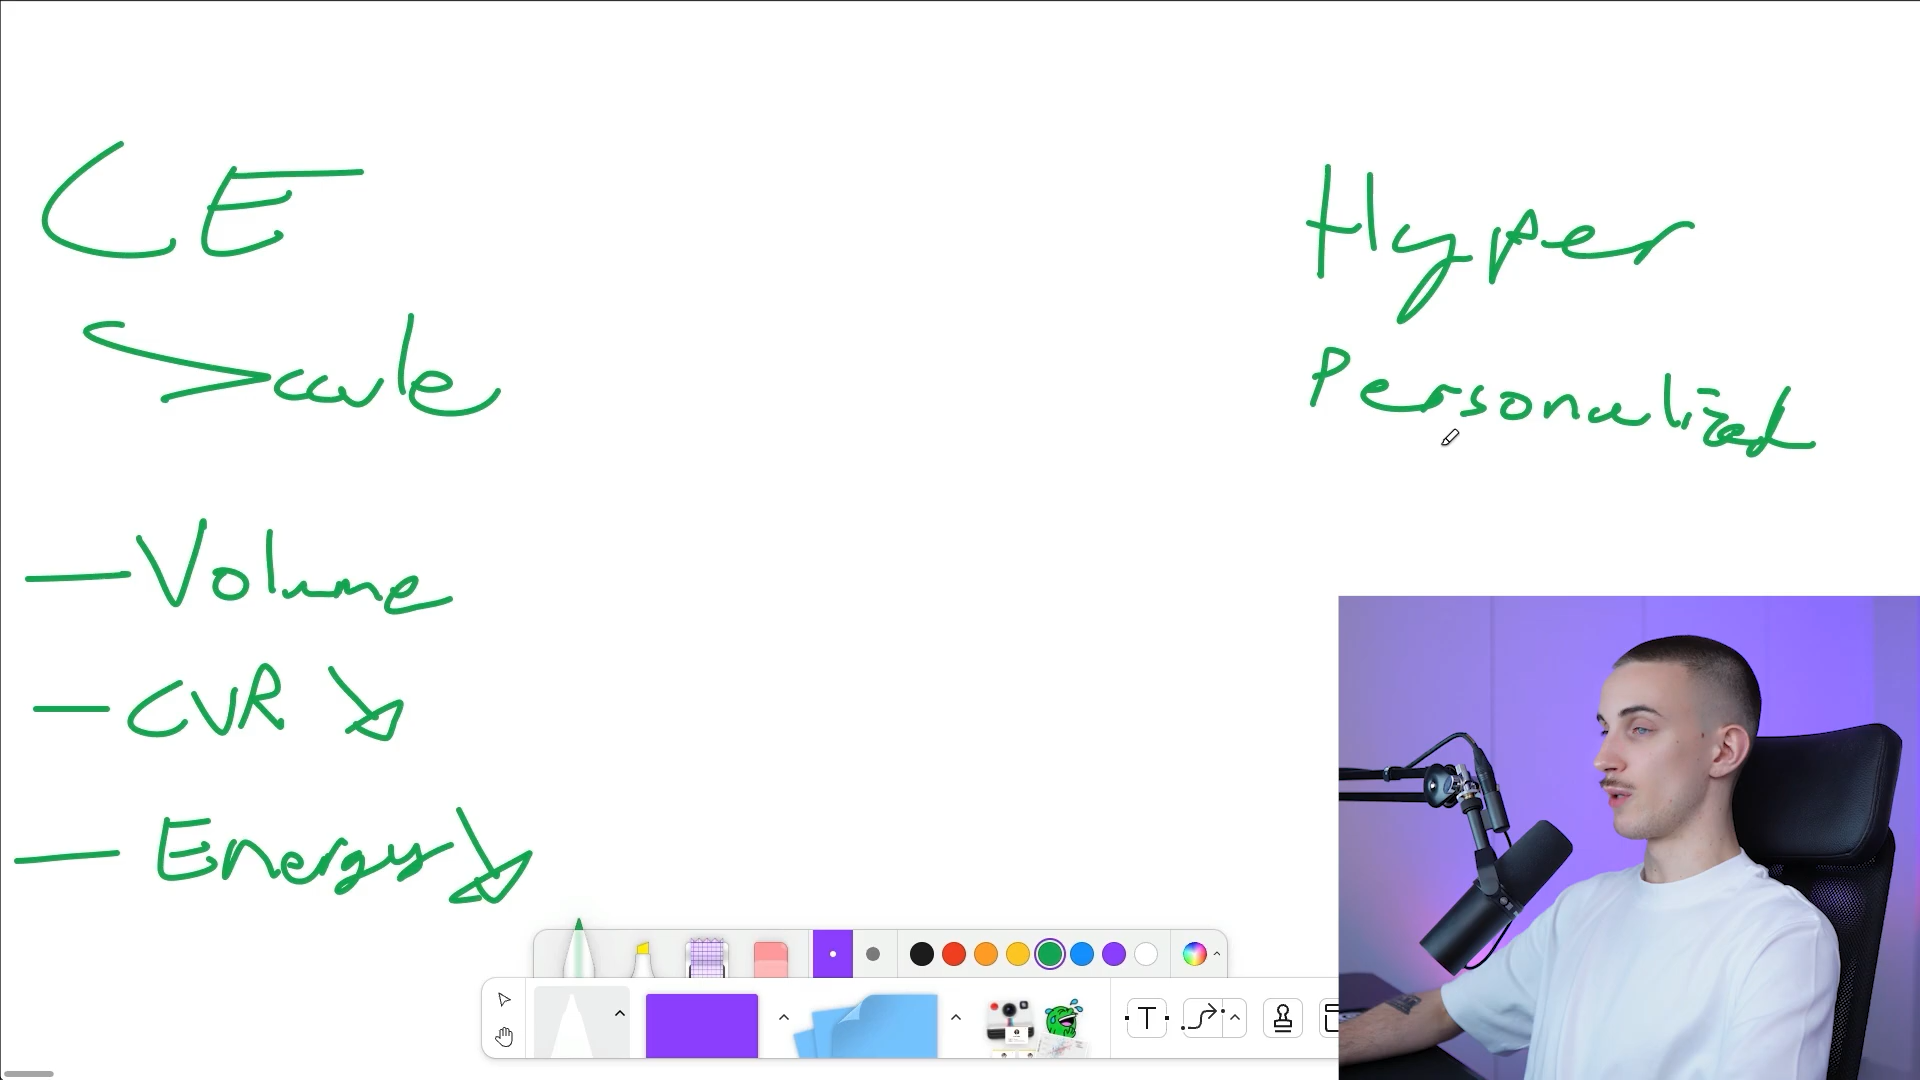 CE
Scale
— Volume
— CVR ↘
— Energy ↘
Hyper
Personalized
T